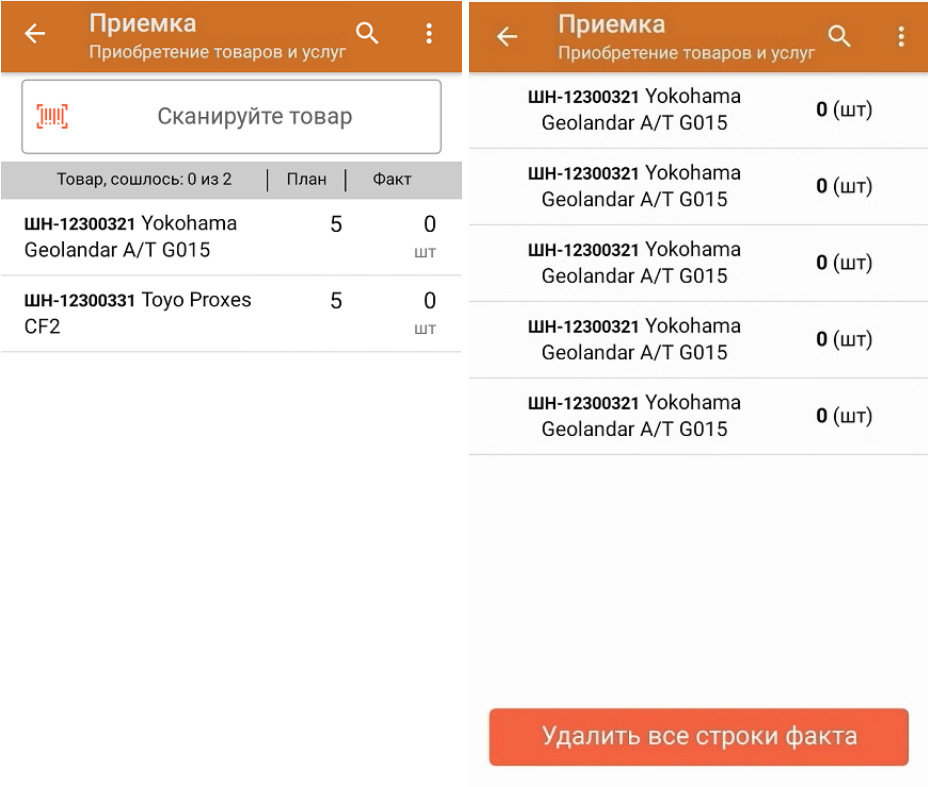 Приемка
Приобретение товаров и услуг
Сканируйте товар
Товар, сошлось: 0 из 2 | План | Факт
ШН-12300321 Yokohama 5 0
Geolandar A/T G015 шт
ШН-12300331 Toyo Proxes 5 0
CF2 шт
Приемка
Приобретение товаров и услуг
ШН-12300321 Yokohama
Geolandar A/T G015
0 (шт)
ШН-12300321 Yokohama
Geolandar A/T G015
0 (шт)
ШН-12300321 Yokohama
Geolandar A/T G015
0 (шт)
ШН-12300321 Yokohama
Geolandar A/T G015
0 (шт)
ШН-12300321 Yokohama
Geolandar A/T G015
0 (шт)
Удалить все строки факта